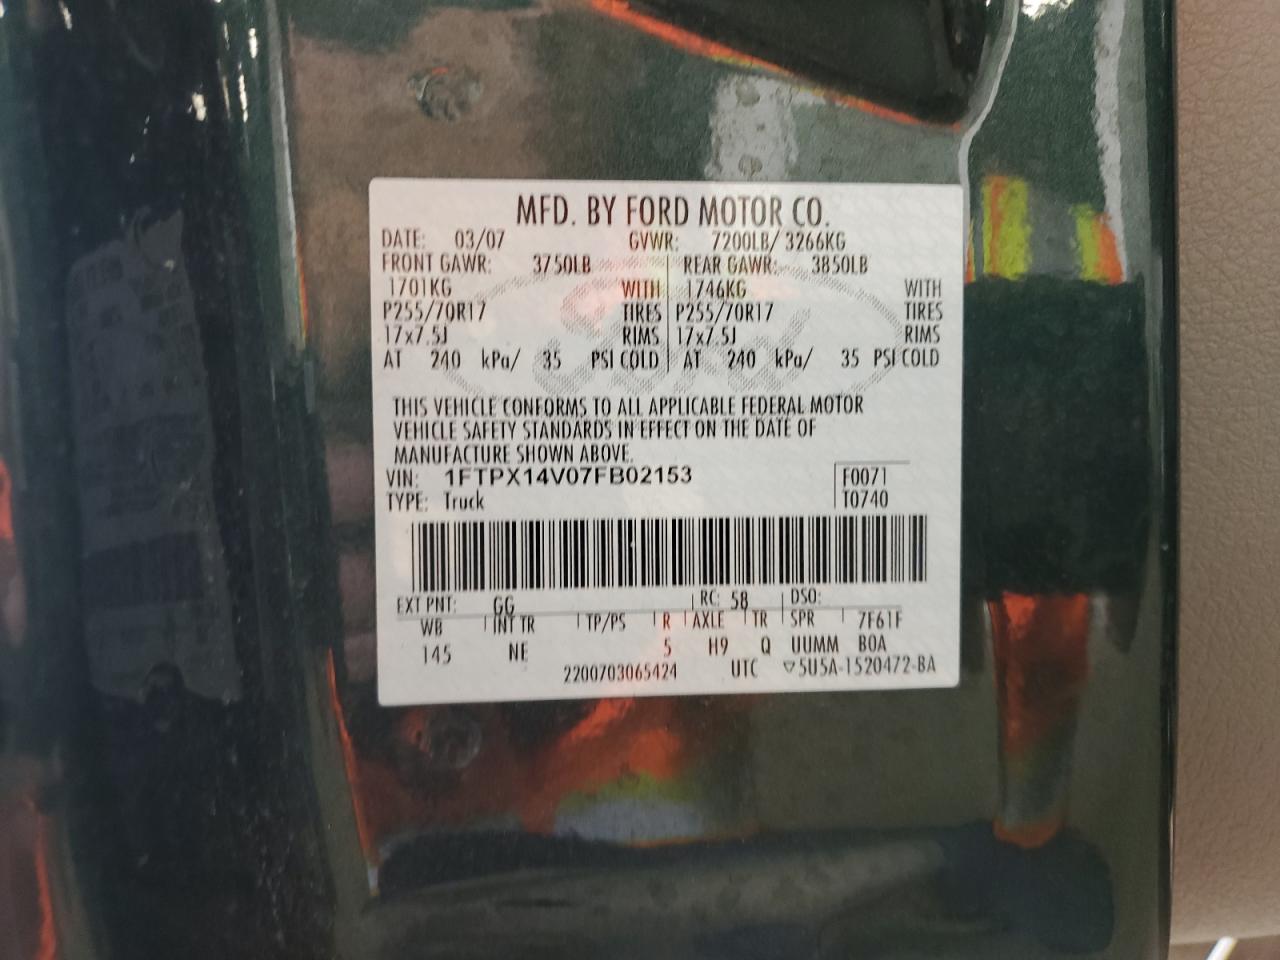 MFD. BY FORD MOTOR CO.
DATE: 03/07 GVWR: 7200LB/ 3266KG
FRONT GAWR: 3750LB REAR GAWR: 3850LB
1701KG WITH 1746KG WITH
P255/70R17 TIRES P255/70R17 TIRES
17x7.5J RIMS 17x7.5J RIMS
AT 240 kPa/ 35 PSI COLD AT 240 kPa/ 35 PSI COLD
THIS VEHICLE CONFORMS TO ALL APPLICABLE FEDERAL MOTOR
VEHICLE SAFETY STANDARDS IN EFFECT ON THE DATE OF
MANUFACTURE SHOWN ABOVE.
VIN: 1FTPX14V07FB02153 F0071
TYPE: Truck T0740
EXT PNT: GG RC: 58 DSO:
WB INT TR TP/PS R AXLE TR SPR 7F61F
145 NE 5 H9 Q UUMM BOA
2200703065424 UTC ▽5U5A-1520472-BA